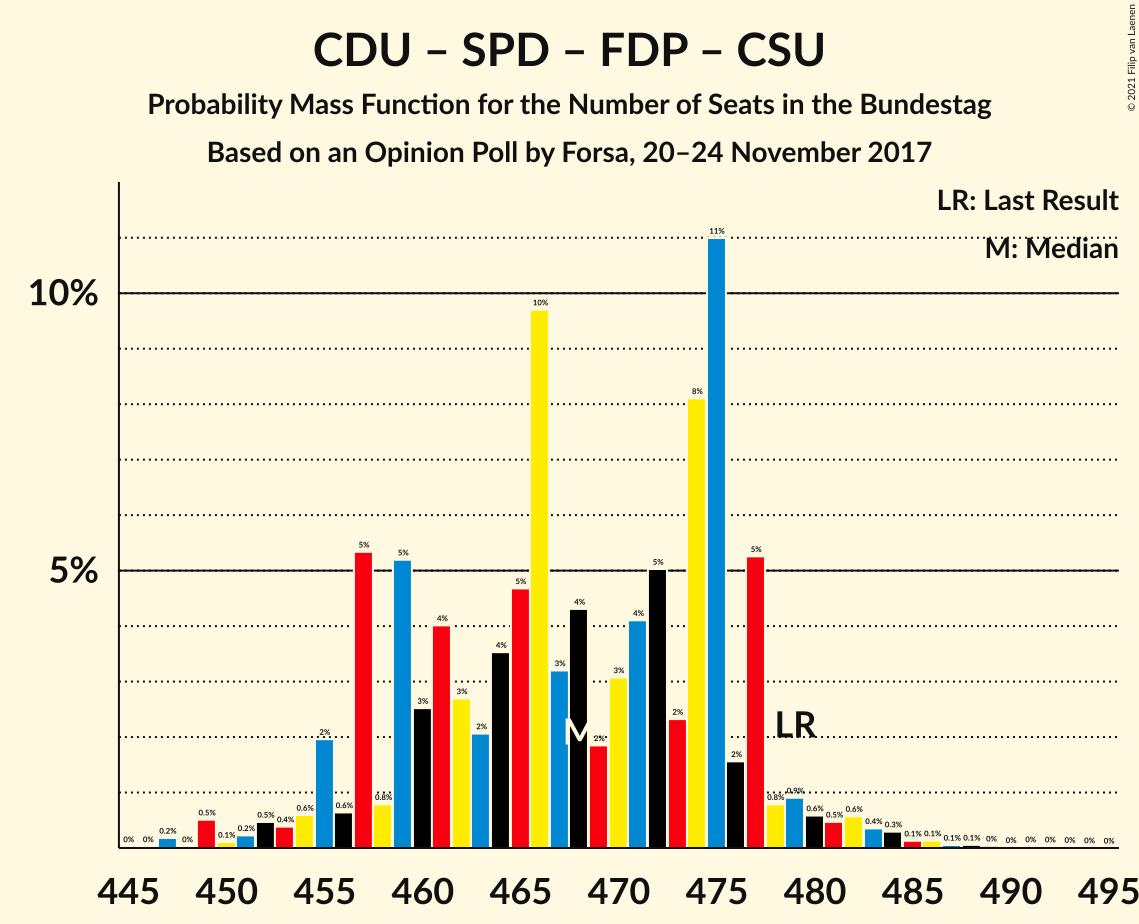 CDU – SPD – FDP – CSU
Probability Mass Function for the Number of Seats in the Bundestag
Based on an Opinion Poll by Forsa, 20–24 November 2017
© 2021 Filip van Laenen
LR: Last Result
M: Median
10%
5%
0% 0% 0.2% 0% 0.5% 0.1% 0.2% 0.5% 0.4% 0.6% 2% 0.6% 5% 0.8% 5% 3% 4% 3% 2% 4% 5% 10% 3% 4% 2% 3% 4% 5% 2% 8% 11% 2% 5% 0.8% 0.9% 0.6% 0.5% 0.6% 0.4% 0.3% 0.1% 0.1% 0.1% 0.1% 0% 0% 0% 0% 0% 0% 0%
M
LR
445 450 455 460 465 470 475 480 485 490 495